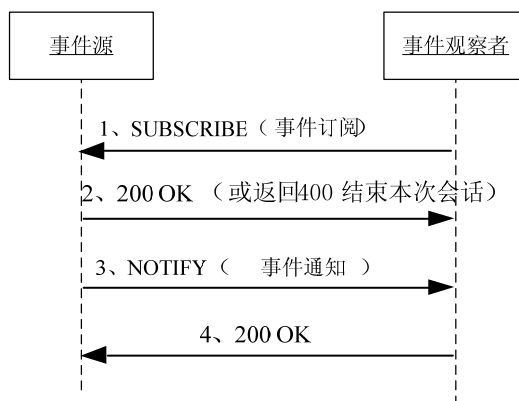 事件源
事件观察者
1、SUBSCRIBE（事件订阅）
2、200 OK （或返回400 结束本次会话）
3、NOTIFY（ 事件通知 ）
4、200 OK